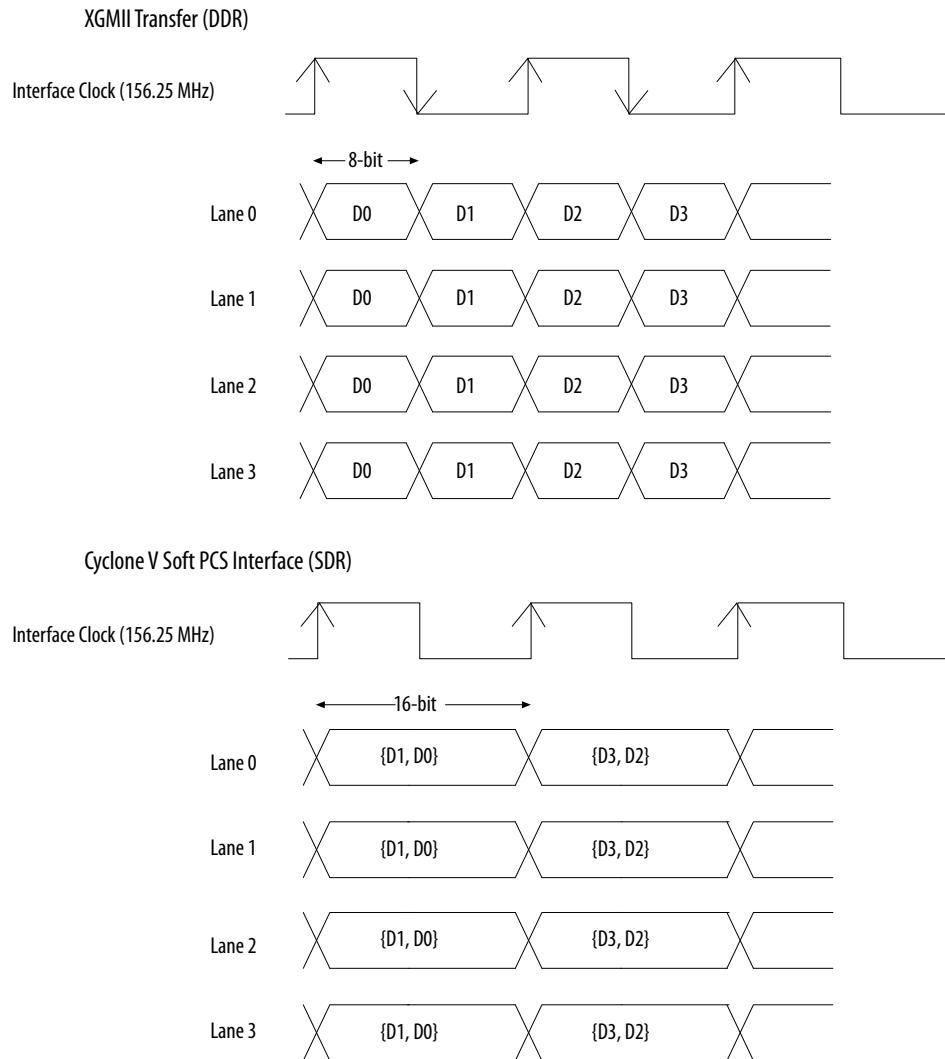 XGMII Transfer (DDR)
Interface Clock (156.25 MHz)
8-bit
Lane 0 D0 D1 D2 D3
Lane 1 D0 D1 D2 D3
Lane 2 D0 D1 D2 D3
Lane 3 D0 D1 D2 D3
Cyclone V Soft PCS Interface (SDR)
Interface Clock (156.25 MHz)
16-bit
Lane 0 {D1, D0} {D3, D2}
Lane 1 {D1, D0} {D3, D2}
Lane 2 {D1, D0} {D3, D2}
Lane 3 {D1, D0} {D3, D2}